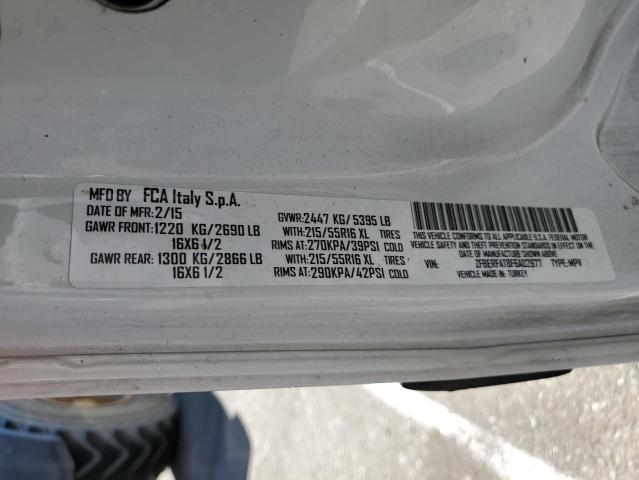 MFD BY FCA Italy S.p.A.
DATE OF MFR: 2/15 GVWR: 2447 KG/5395 LB
GAWR FRONT: 1220 KG/2690 LB WITH: 215/55R16 XL TIRES
16X6 1/2 RIMS AT: 270KPA/39PSI COLD
GAWR REAR: 1300 KG/2866 LB WITH: 215/55R16 XL TIRES
16X6 1/2 RIMS AT: 290KPA/42PSI COLD
THIS VEHICLE CONFORMS TO ALL APPLICABLE U.S.A. FEDERAL MOTOR
VEHICLE SAFETY, BUMPER, AND THEFT PREVENTION STANDARDS
IN EFFECT ON THE DATE OF MANUFACTURE SHOWN ABOVE.
VIN: TYPE: MPV
VEHICLE MADE IN: TURKEY